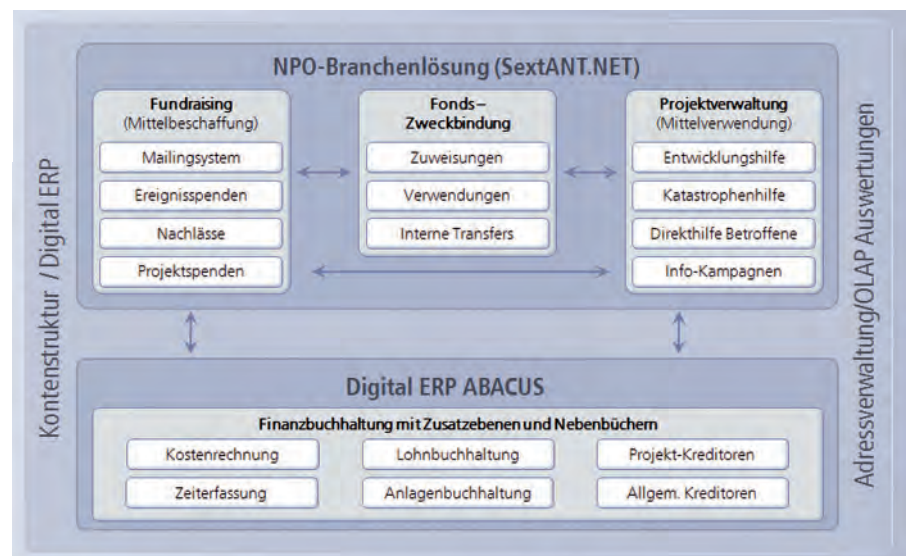 Kontenstruktur / Digital ERP
NPO-Branchenlösung (SextANT.NET)
Fundraising
(Mittelbeschaffung)
Mailingsystem
Ereignisspenden
Nachlässe
Projektspenden
Fonds–
Zweckbindung
Zuweisungen
Verwendungen
Interne Transfers
Projektverwaltung
(Mittelverwendung)
Entwicklungshilfe
Katastrophenhilfe
Direkthilfe Betroffene
Info-Kampagnen
Digital ERP ABACUS
Finanzbuchhaltung mit Zusatzebenen und Nebenbüchern
Kostenrechnung
Lohnbuchhaltung
Projekt-Kreditoren
Zeiterfassung
Anlagenbuchhaltung
Allgem. Kreditoren
Adressverwaltung/OLAP Auswertungen